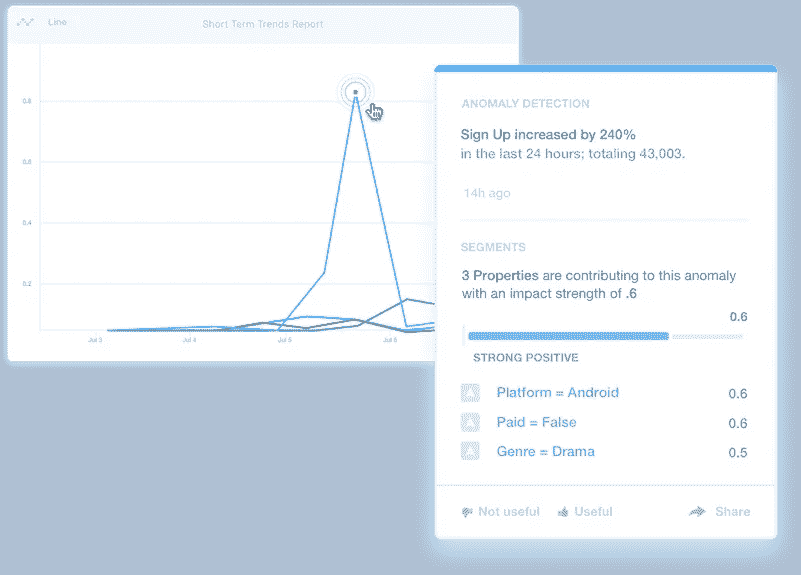 Line
Short Term Trends Report
0.8
0.6
0.4
0.2
Jul 3
Jul 4
Jul 5
Jul 6
ANOMALY DETECTION
Sign Up increased by 240%
in the last 24 hours; totaling 43,003.
14h ago
SEGMENTS
3 Properties are contributing to this anomaly
with an impact strength of .6
0.6
STRONG POSITIVE
Platform = Android 0.6
Paid = False 0.6
Genre = Drama 0.5
Not useful Useful Share